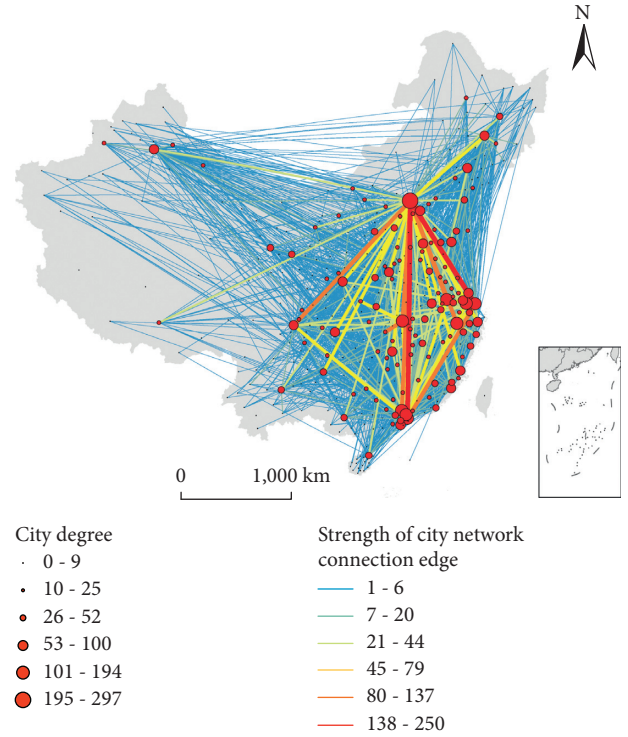 N
0 1,000 km
City degree
0 - 9
10 - 25
26 - 52
53 - 100
101 - 194
195 - 297
Strength of city network
connection edge
1 - 6
7 - 20
21 - 44
45 - 79
80 - 137
138 - 250